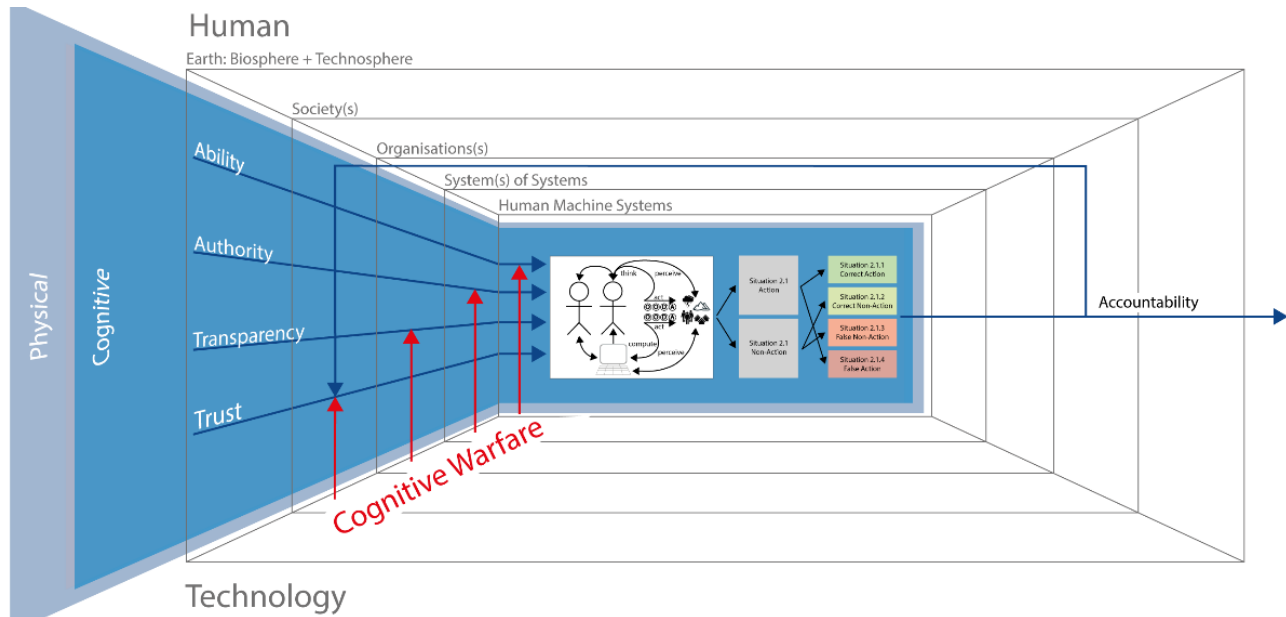 Human
Earth: Biosphere + Technosphere
Society(s)
Organisations(s)
System(s) of Systems
Human Machine Systems
Physical
Cognitive
Ability
Authority
Transparency
Trust
think
perceive
act
O O D A
O O D A
act
compute
perceive
Situation 2.1
Action
Situation 2.1
Non-Action
Situation 2.1.1
Correct Action
Situation 2.1.2
Correct Non-Action
Situation 2.1.3
False Non-Action
Situation 2.1.4
False Action
Accountability
Cognitive Warfare
Technology